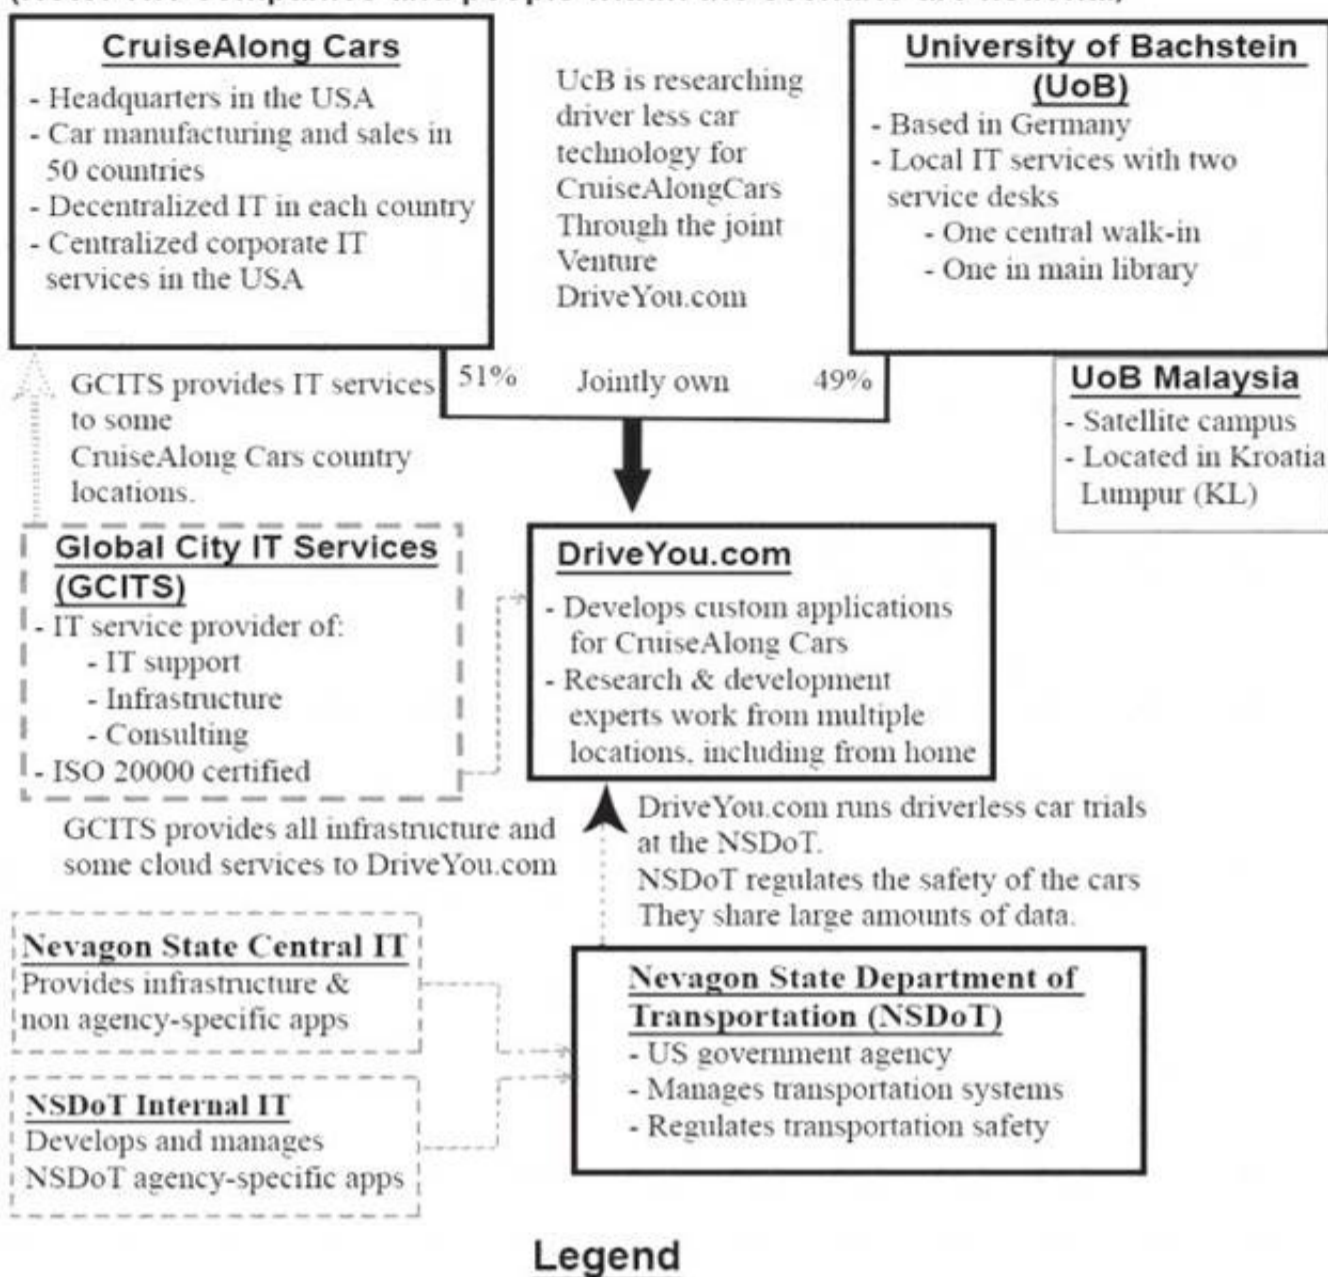 CruiseAlong Cars
- Headquarters in the USA
- Car manufacturing and sales in
50 countries
- Decentralized IT in each country
- Centralized corporate IT
services in the USA
UcB is researching
driver less car
technology for
CruiseAlongCars
Through the joint
Venture
DriveYou.com
University of Bachstein
(UoB)
- Based in Germany
- Local IT services with two
service desks
- One central walk-in
- One in main library
51%
Jointly own
49%
UoB Malaysia
- Satellite campus
- Located in Kroatia
Lumpur (KL)
GCITS provides IT services
to some
CruiseAlong Cars country
locations.
Global City IT Services
(GCITS)
- IT service provider of:
- IT support
- Infrastructure
- Consulting
- ISO 20000 certified
DriveYou.com
- Develops custom applications
for CruiseAlong Cars
- Research & development
experts work from multiple
locations, including from home
GCITS provides all infrastructure and
some cloud services to DriveYou.com
DriveYou.com runs driverless car trials
at the NSDoT.
NSDoT regulates the safety of the cars
They share large amounts of data.
Nevagon State Central IT
Provides infrastructure &
non agency-specific apps
NSDoT Internal IT
Develops and manages
NSDoT agency-specific apps
Nevagon State Department of
Transportation (NSDoT)
- US government agency
- Manages transportation systems
- Regulates transportation safety
Legend